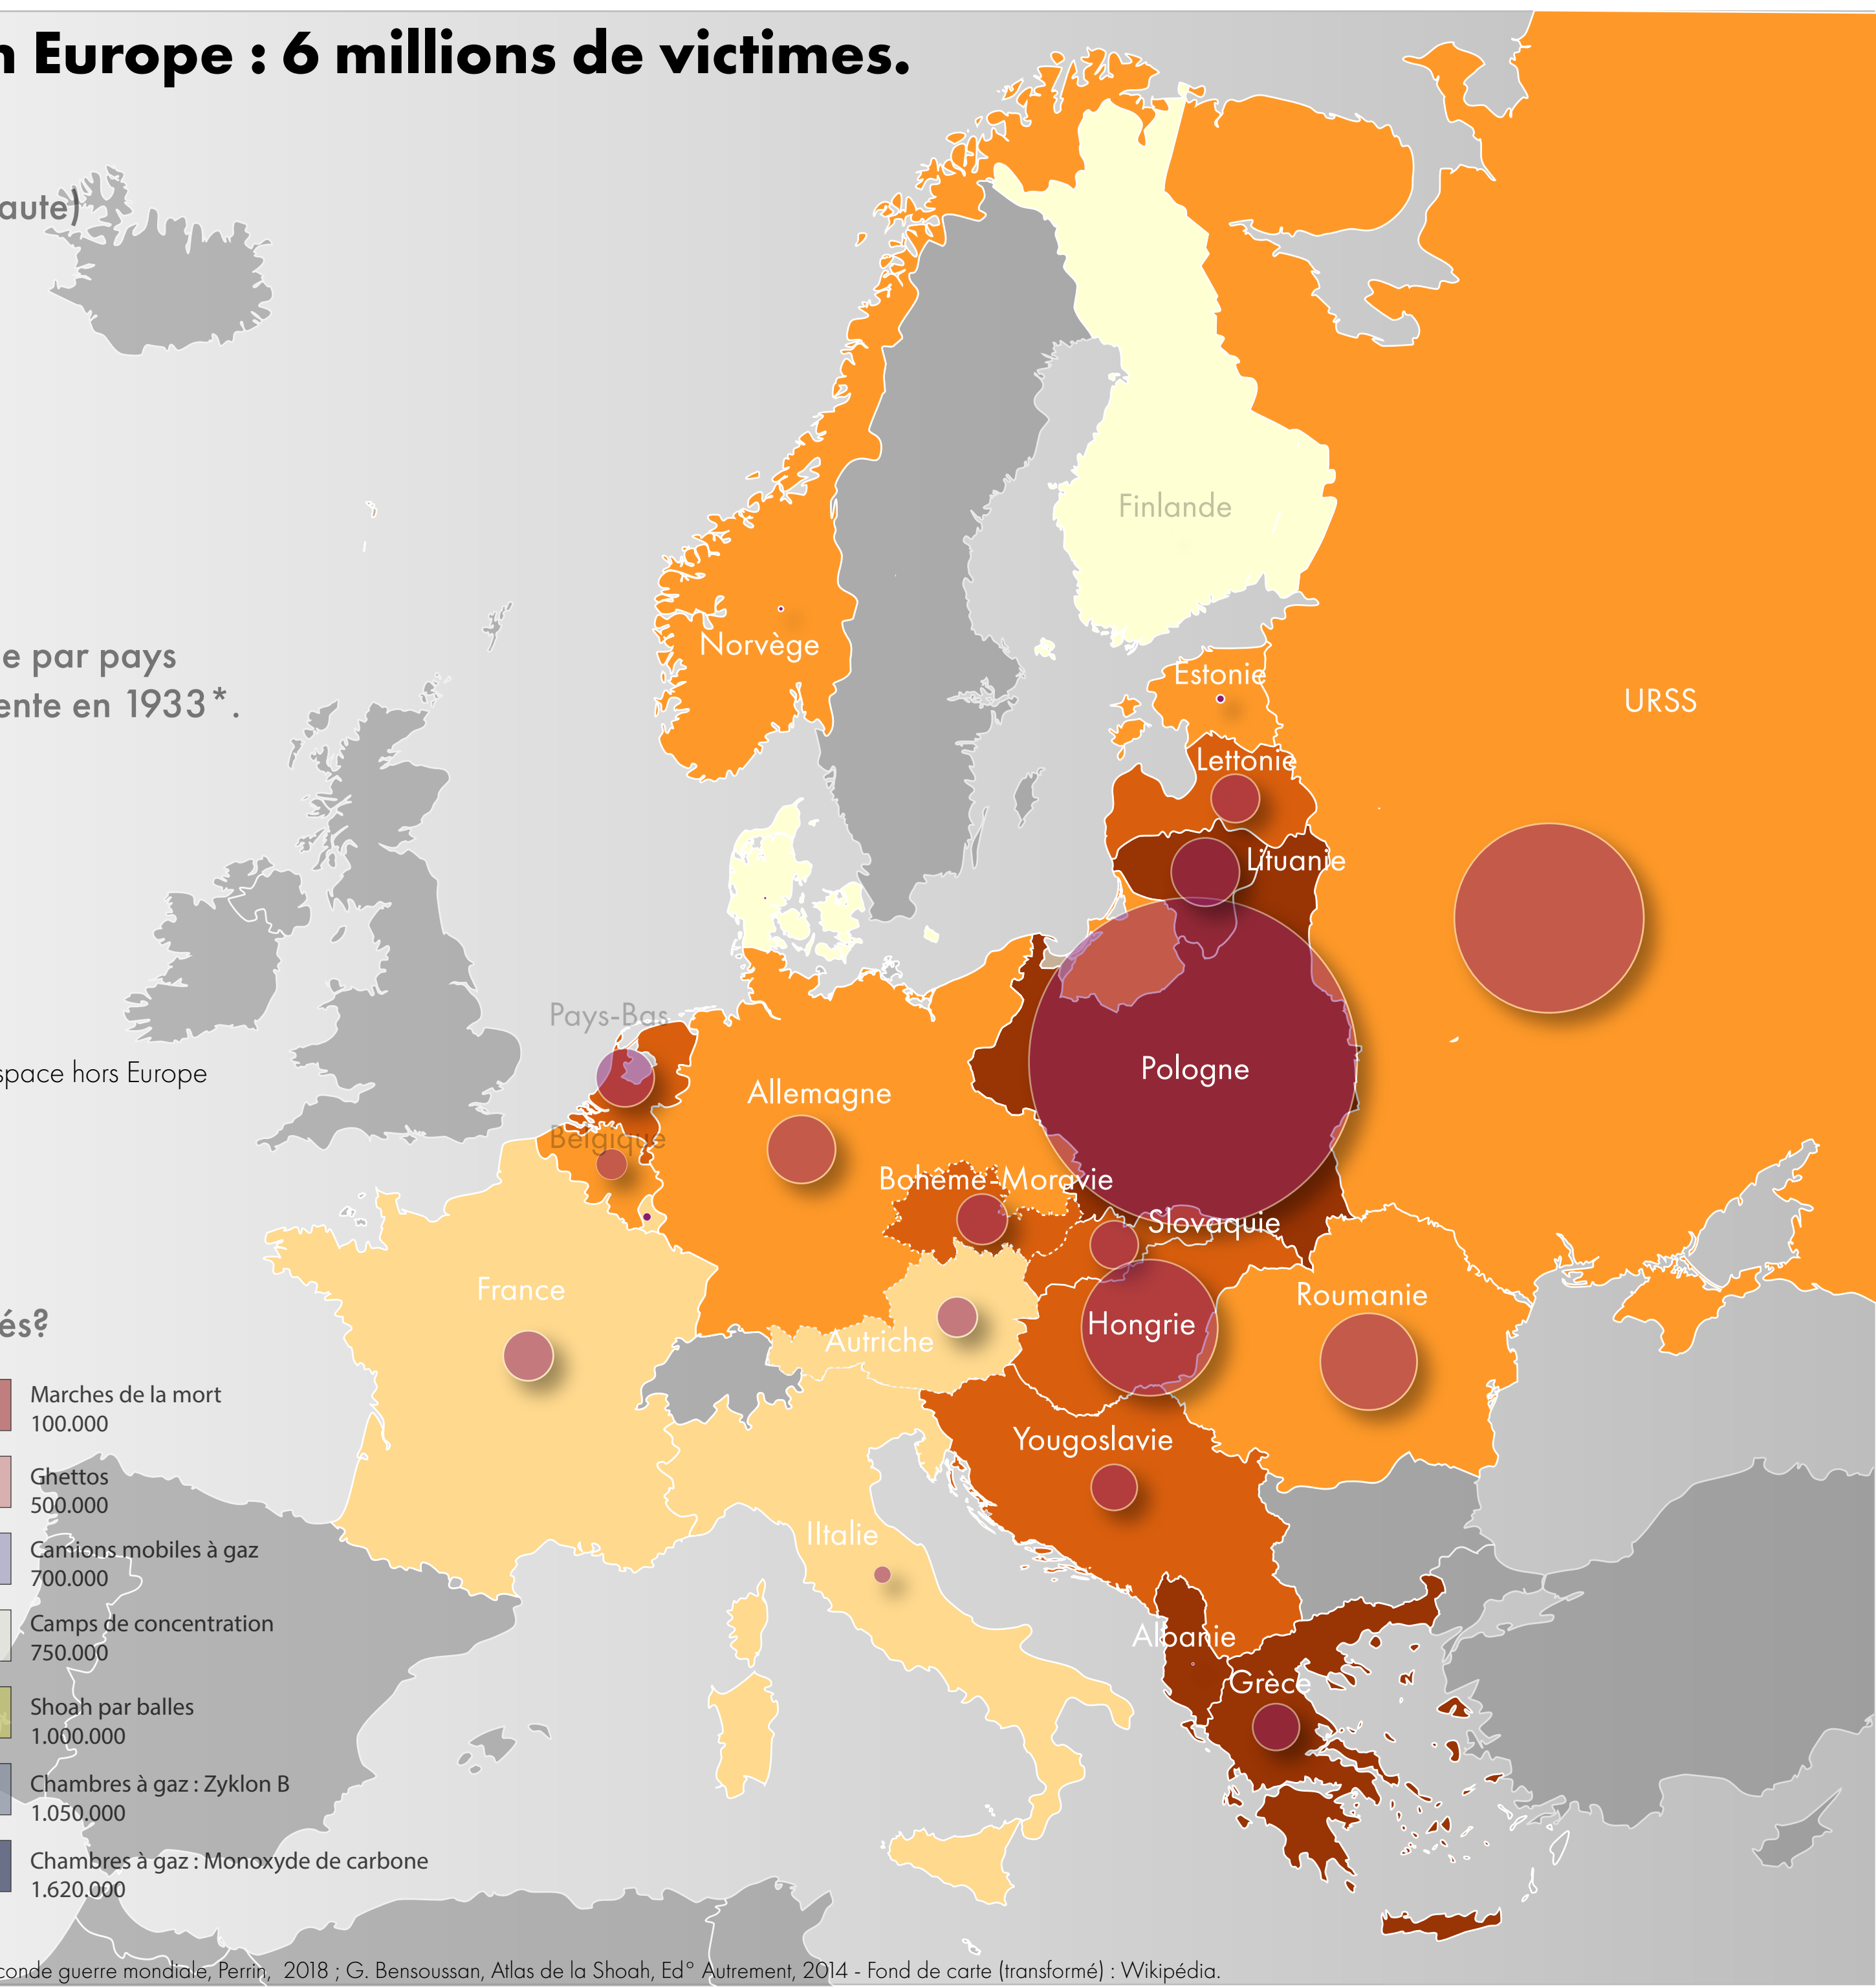 n Europe : 6 millions de victimes.
aute)
Finlande
Norvège
e par pays
Estonie
ente en 1933*.
URSS
Lettonie
Lituanie
Pays-Bas
space hors Europe
Pologne
Allemagne
Belgique
Bohême-Moravie
Slovaquie
France
Roumanie
és?
Hongrie
Autriche
Marches de la mort
100.000
Yougoslavie
Ghettos
500.000
IItalie
Camions mobiles à gaz
700.000
Camps de concentration
750.000
Albanie
Grèce
Shoah par balles
1.000.000
Chambres à gaz : Zyklon B
1.050.000
Chambres à gaz : Monoxyde de carbone
1.620.000
conde guerre mondiale, Perrin, 2018 ; G. Bensoussan, Atlas de la Shoah, Ed° Autrement, 2014 - Fond de carte (transformé) : Wikipédia.